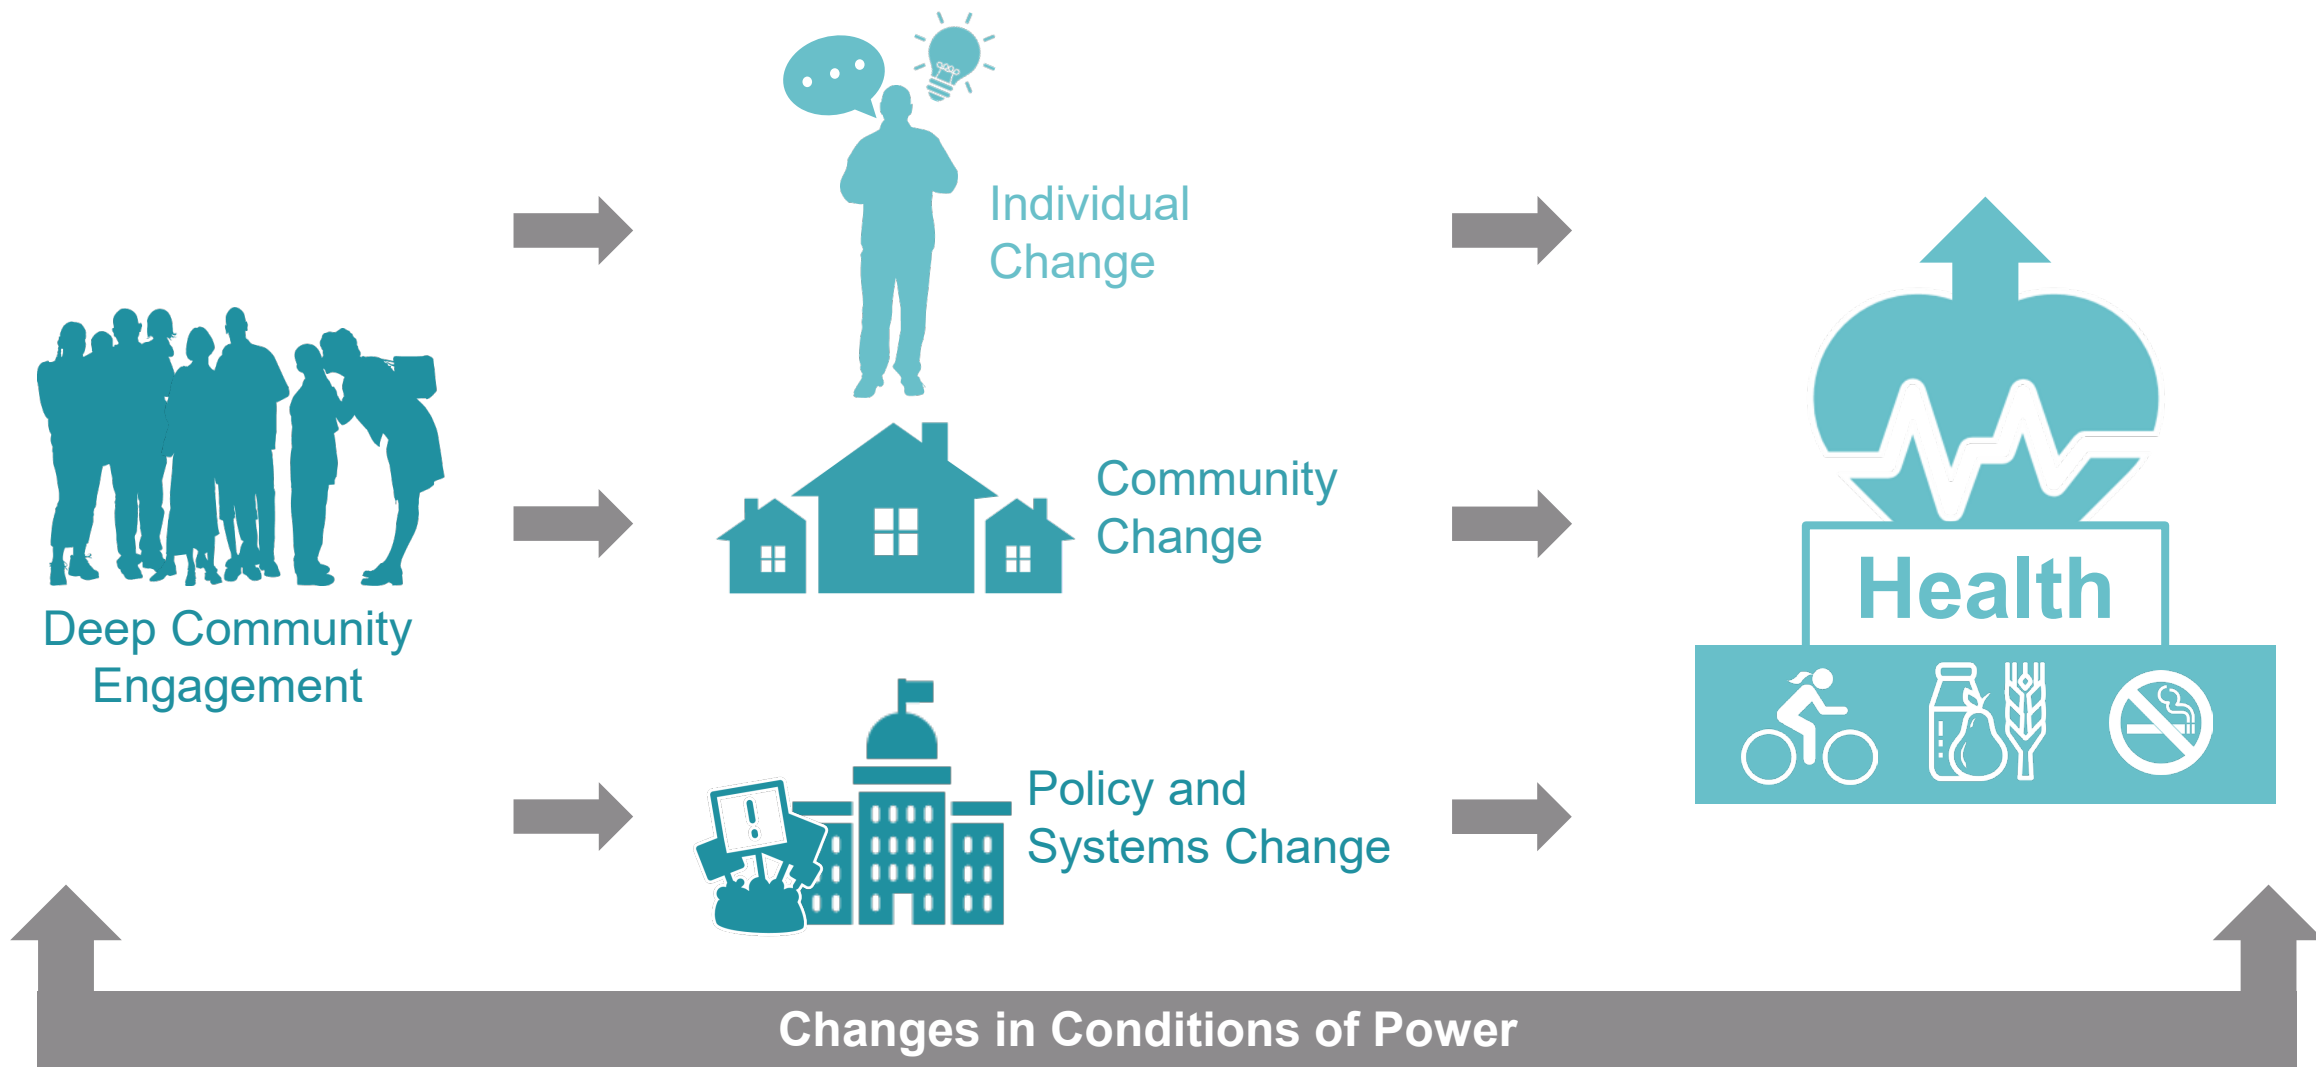 Individual
Change
Deep Community
Engagement
Community
Change
Policy and
Systems Change
Health
Changes in Conditions of Power